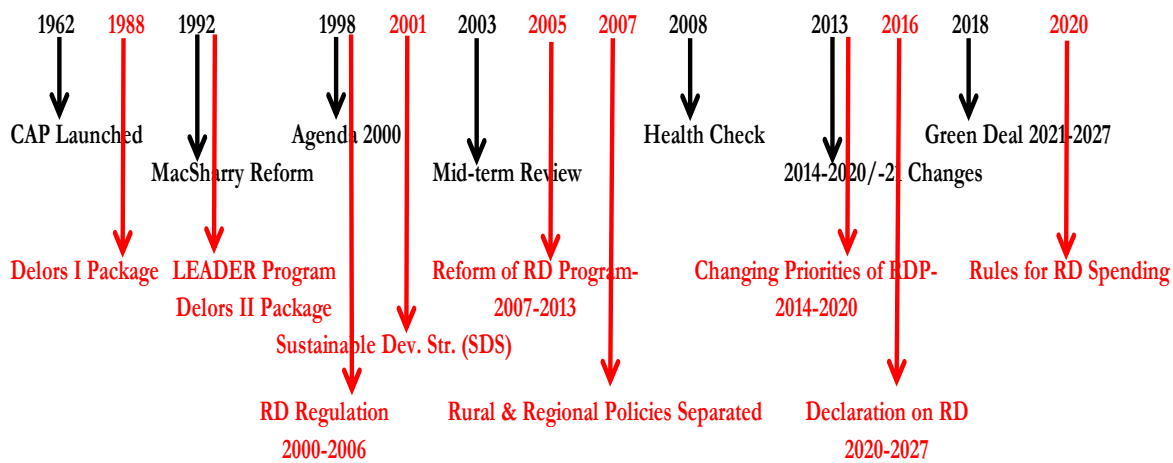 1962 1988 1992 1998 2001 2003 2005 2007 2008 2013 2016 2018 2020
CAP Launched Agenda 2000 Health Check Green Deal 2021-2027
MacSharry Reform Mid-term Review 2014-2020/-21 Changes
Delors I Package LEADER Program Reform of RD Program- Changing Priorities of RDP- Rules for RD Spending
Delors II Package 2007-2013 2014-2020
Sustainable Dev. Str. (SDS)
RD Regulation Rural & Regional Policies Separated Declaration on RD
2000-2006 2020-2027